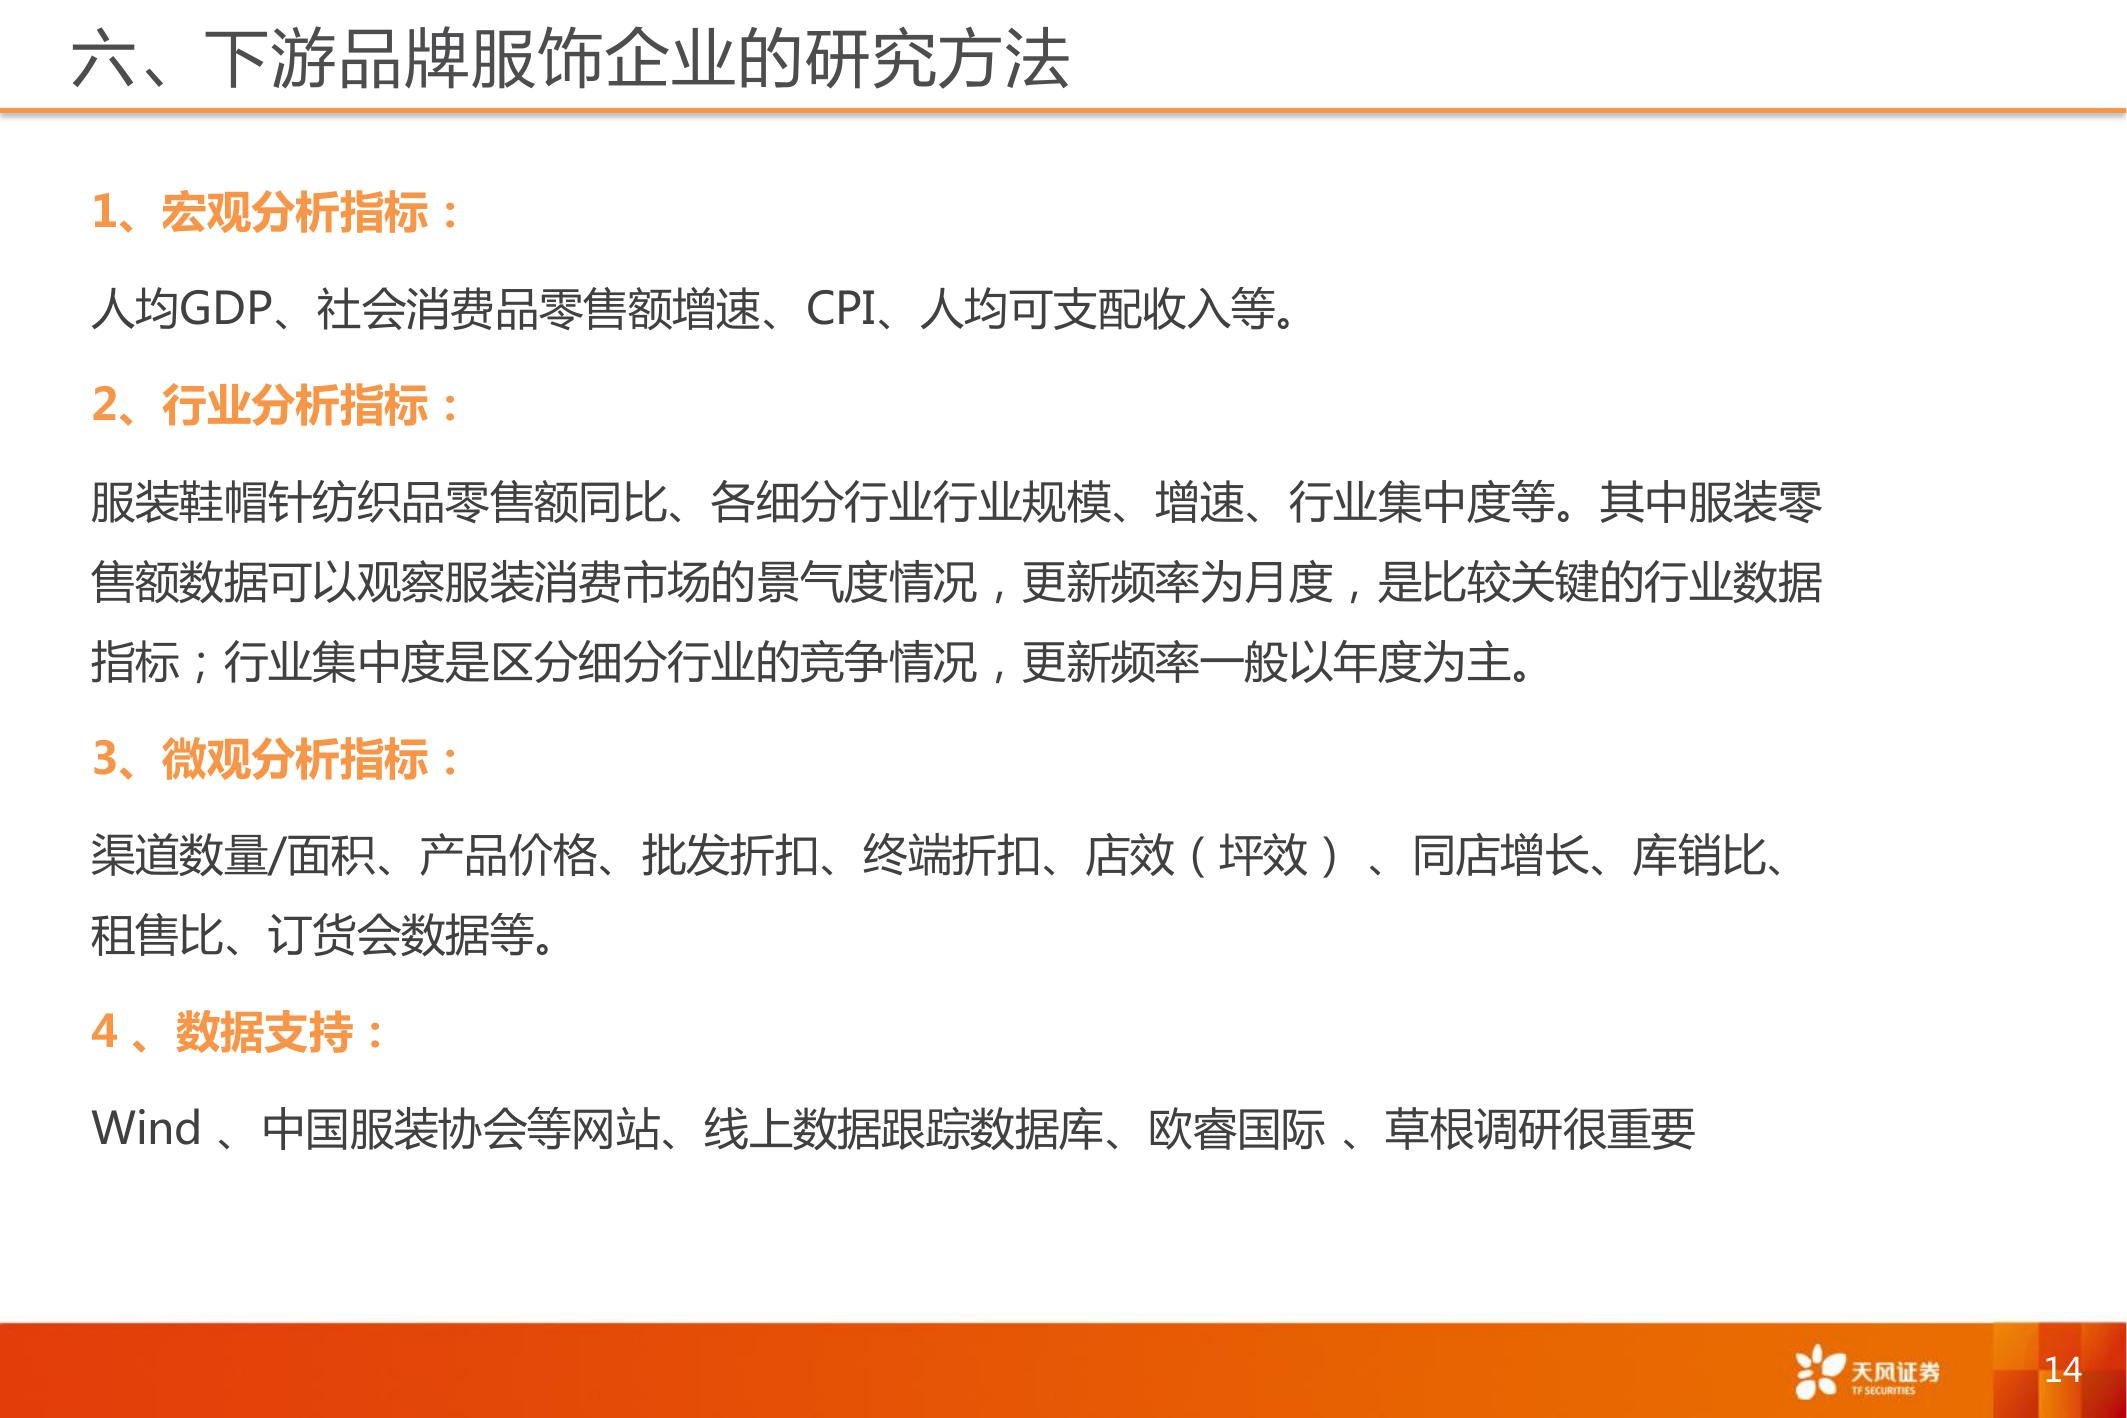 六、下游品牌服饰企业的研究方法
1、宏观分析指标：
人均GDP、社会消费品零售额增速、CPI、人均可支配收入等。
2、行业分析指标：
服装鞋帽针纺织品零售额同比、各细分行业行业规模、增速、行业集中度等。其中服装零
售额数据可以观察服装消费市场的景气度情况，更新频率为月度，是比较关键的行业数据
指标；行业集中度是区分细分行业的竞争情况，更新频率一般以年度为主。
3、微观分析指标：
渠道数量/面积、产品价格、批发折扣、终端折扣、店效（坪效） 、同店增长、库销比、
租售比、订货会数据等。
4 、数据支持：
Wind 、中国服装协会等网站、线上数据跟踪数据库、欧睿国际 、草根调研很重要
天风证券
TF SECURITIES
14